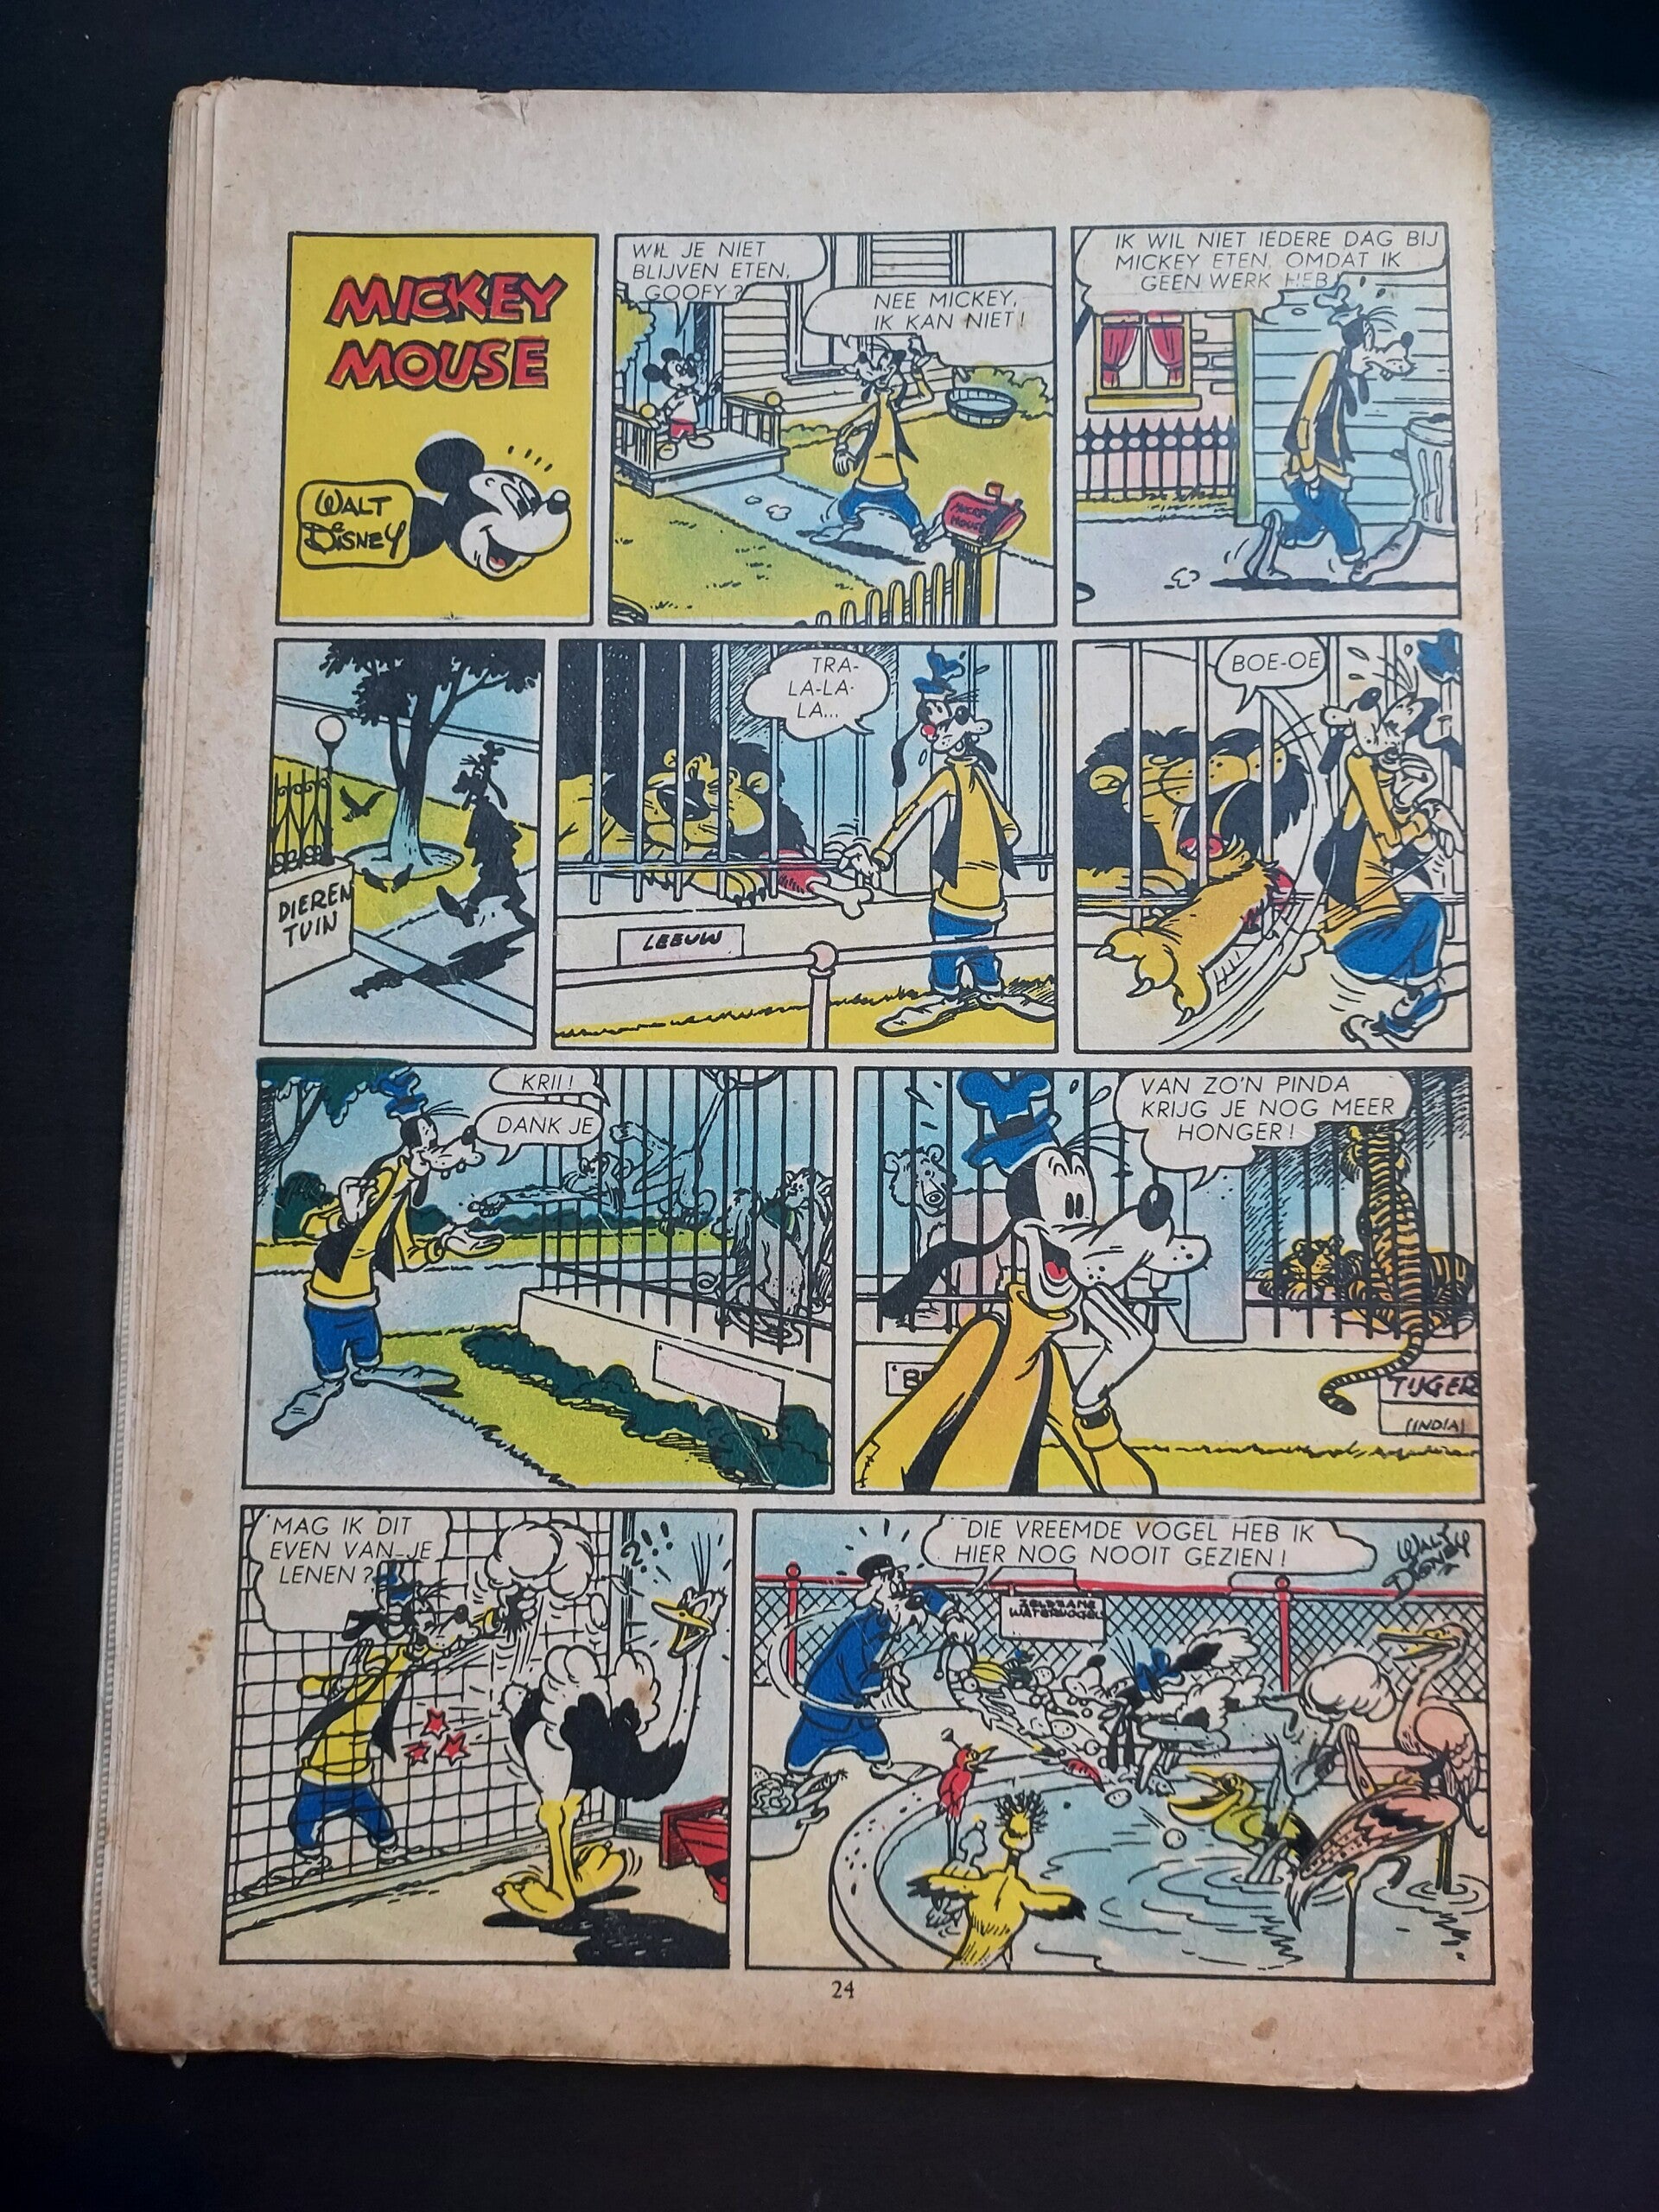 MICKEY
MOUSE
WALT
DISNEY
WIL JE NIET
BLIJVEN ETEN,
GOOFY?
NEE MICKEY,
IK KAN NIET!
MICKEY
MOUSE
IK WIL NIET IEDERE DAG BIJ
MICKEY ETEN, OMDAT IK
GEEN WERK HEB!
DIEREN
TUIN
TRA-
LA-LA-
LA...
LEEUW
BOE-OE
KRII!
DANK JE
VAN ZO'N PINDA
KRIJG JE NOG MEER
HONGER!
TIJGER
(INDIA)
MAG IK DIT
EVEN VAN JE
LENEN?
?!!
DIE VREEMDE VOGEL HEB IK
HIER NOG NOOIT GEZIEN!
WALT
DISNEY
ZELDZAME
WATERVOGELS
24